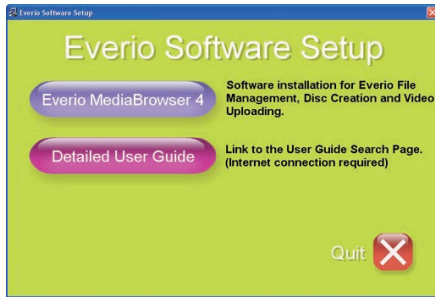 Everio Software Setup
Everio Software Setup
Everio MediaBrowser 4
Software installation for Everio File
Management, Disc Creation and Video
Uploading.
Detailed User Guide
Link to the User Guide Search Page.
(Internet connection required)
Quit